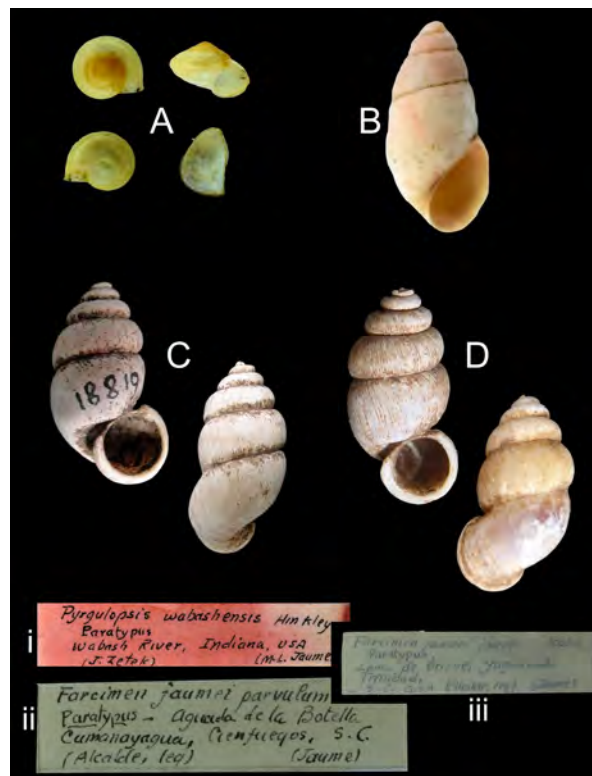 A
B
C
18819
D
i
Pyrgulopsis wabashensis Hinkley
Paratypus
Wabash River, Indiana, USA
(J. Zetek) (M.L. Jaume)
ii
Farcimen jaumei parvulum
Paratypus - Aguada de la Botella
Cumanayagua, Cienfuegos, S.C.
(Alcalde, leg) (Jaume)
iii
Farcimen
Paratypus
Trinidad,